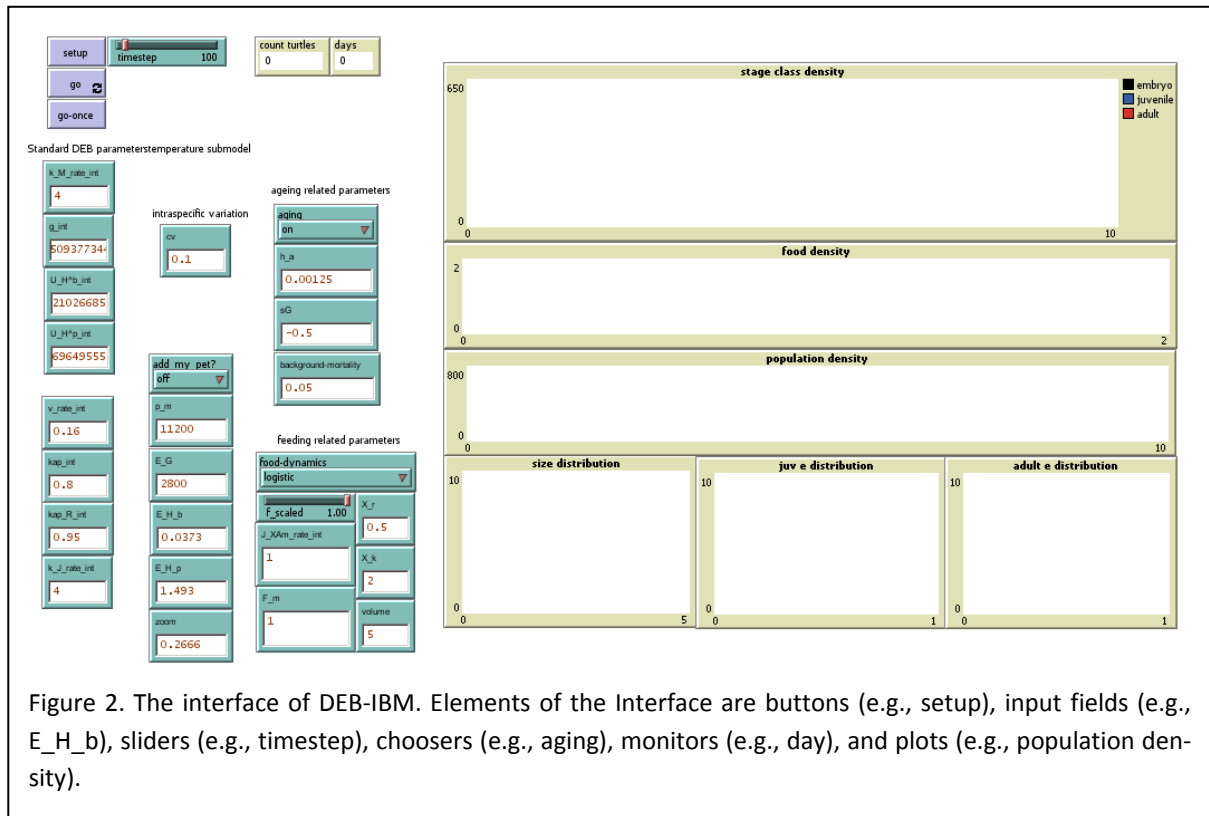 setup
timestep 100
count turtles
0
days
0
go
go-once
Standard DEB parameterstemperature submodel
k_M_rate_int
4
g_int
509377344
U_H^b_int
21026685
U_H^p_int
69649555
v_rate_int
0.16
kap_int
0.8
kap_R_int
0.95
k_J_rate_int
4
intraspecific variation
cv
0.1
add my pet?
off
p_m
11200
E_G
2800
E_H_b
0.0373
E_H_p
1.493
zoom
0.2666
ageing related parameters
aging
on
h_a
0.00125
sG
-0.5
background-mortality
0.05
feeding related parameters
food-dynamics
logistic
f_scaled 1.00
J_XAm_rate_int
1
F_m
1
X_r
0.5
X_k
2
volume
5
stage class density
650
0
0 10
embryo
juvenile
adult
food density
2
0
0 2
population density
800
0
0 10
size distribution
10
0
0 5
juv e distribution
10
0
0 1
adult e distribution
10
0
0 1
Figure 2. The interface of DEB-IBM. Elements of the Interface are buttons (e.g., setup), input fields (e.g.,
E_H_b), sliders (e.g., timestep), choosers (e.g., aging), monitors (e.g., day), and plots (e.g., population den-
sity).